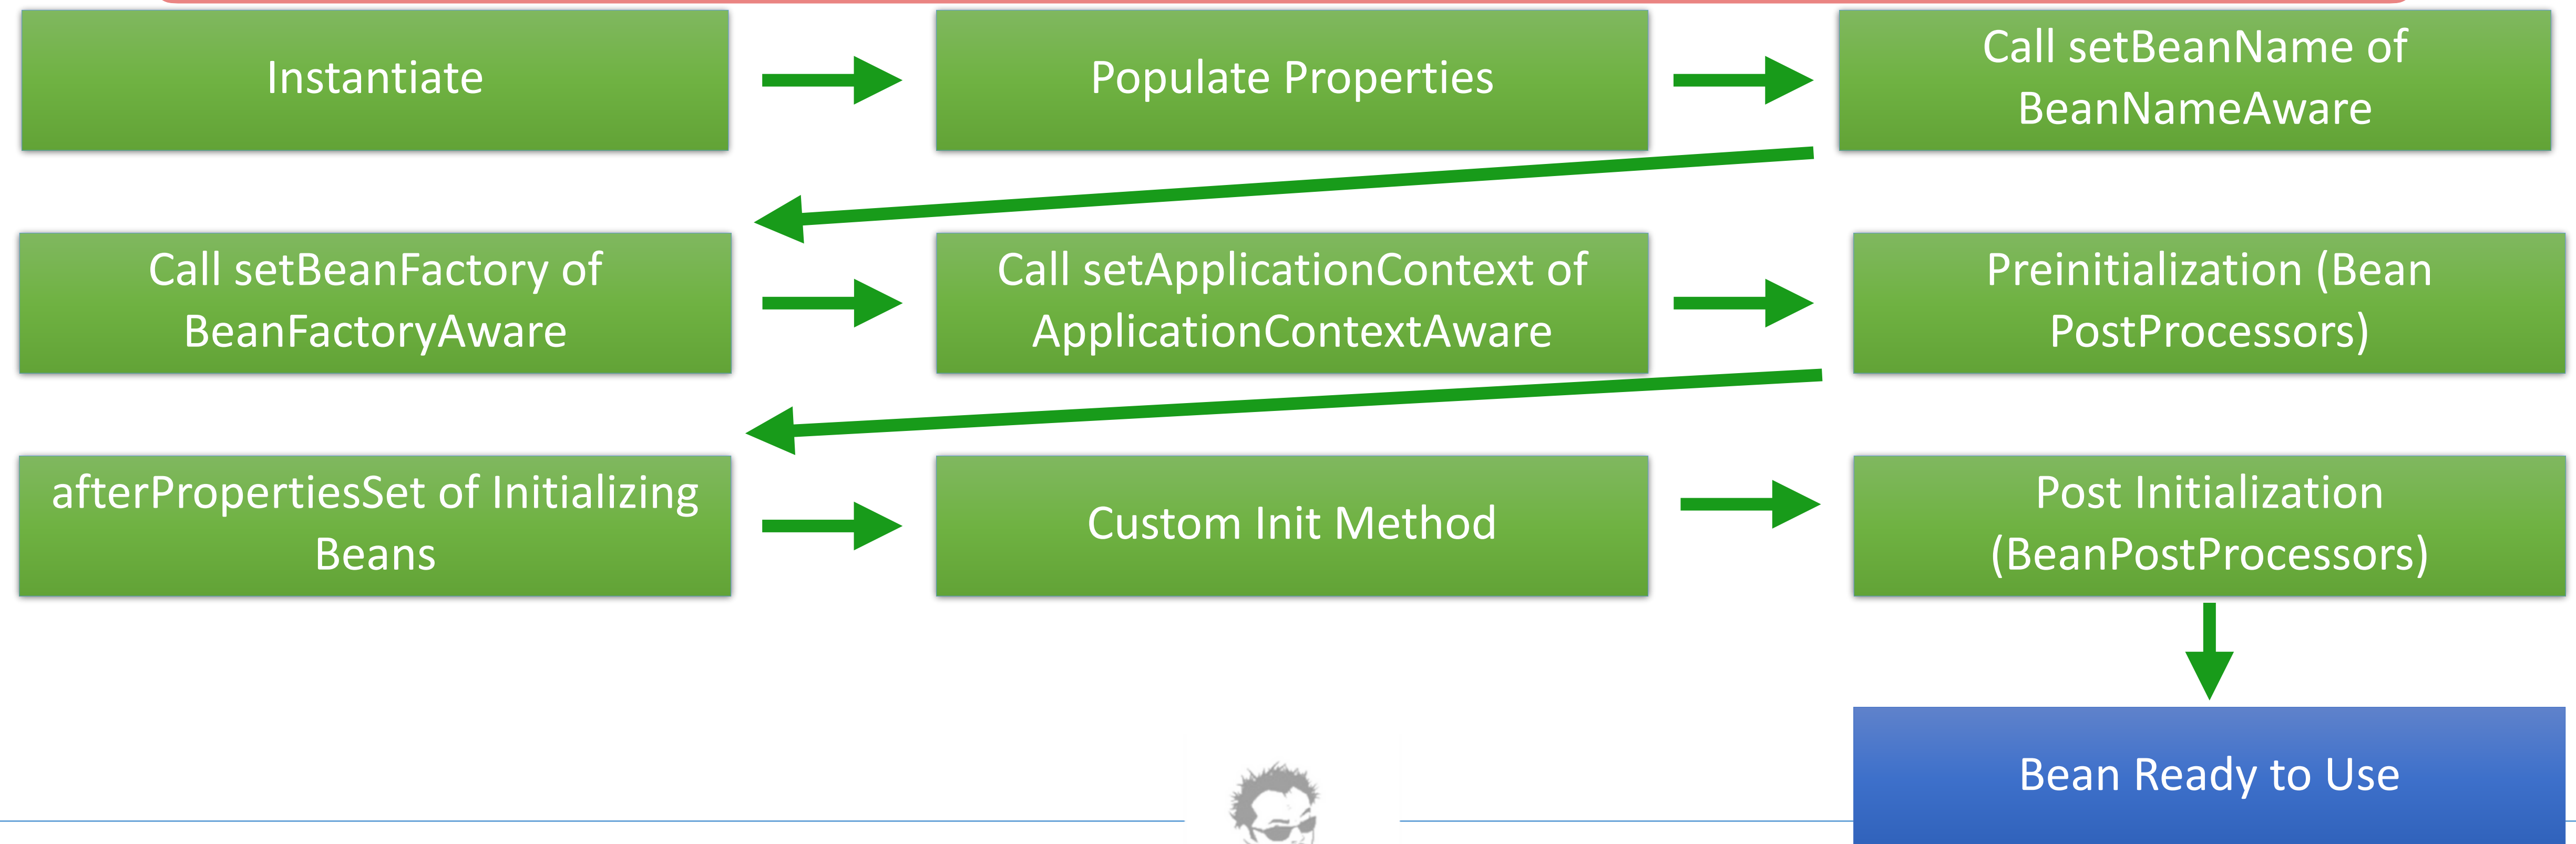 Instantiate
Populate Properties
Call setBeanName of
BeanNameAware
Call setBeanFactory of
BeanFactoryAware
Call setApplicationContext of
ApplicationContextAware
Preinitialization (Bean
PostProcessors)
afterPropertiesSet of Initializing
Beans
Custom Init Method
Post Initialization
(BeanPostProcessors)
Bean Ready to Use